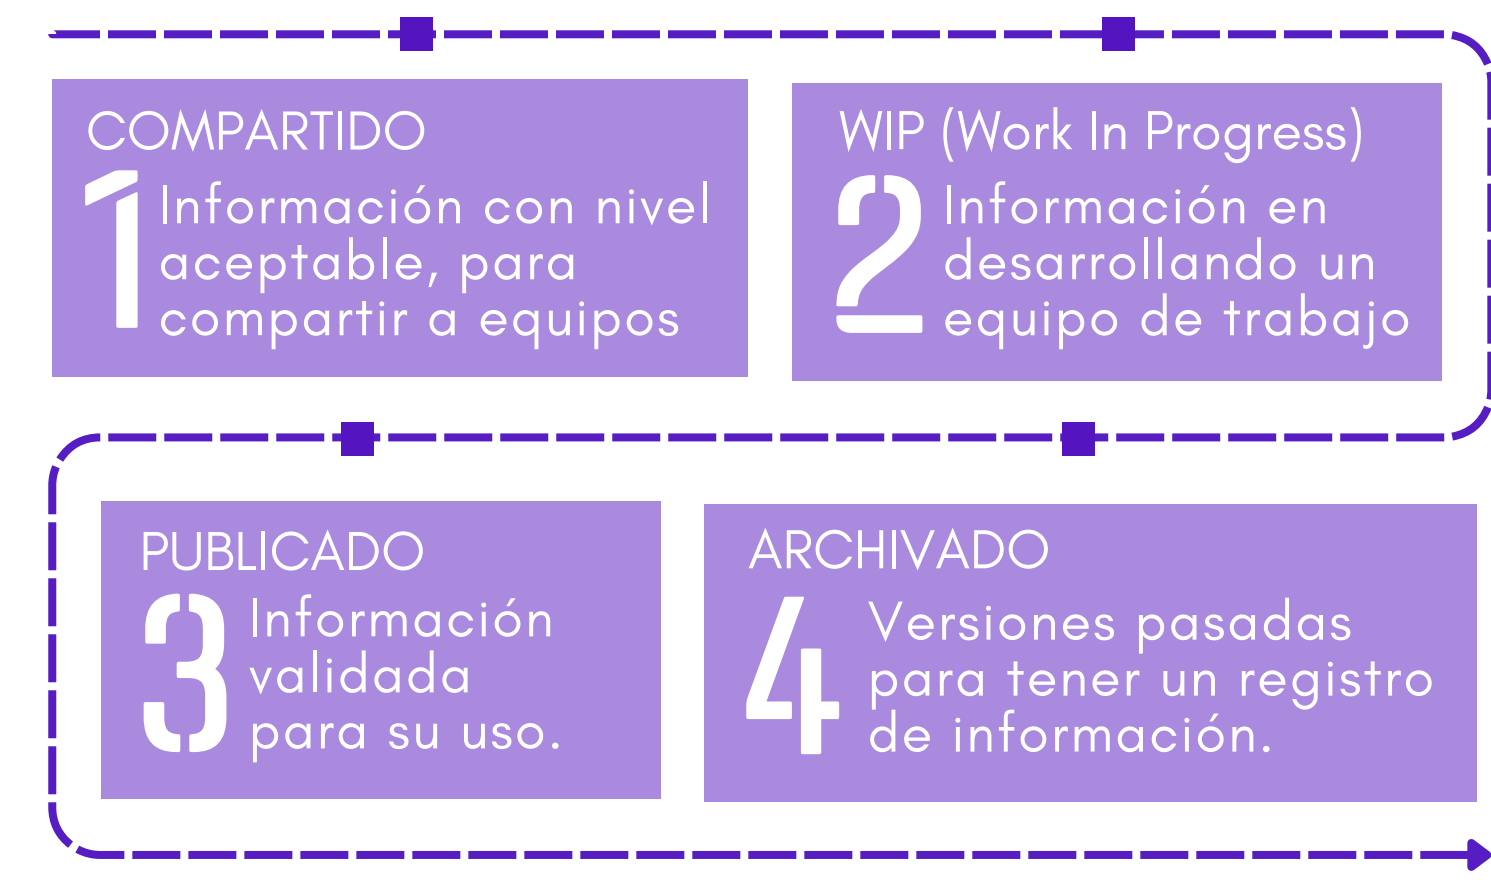 COMPARTIDO
1
Información con nivel
aceptable, para
compartir a equipos
WIP (Work In Progress)
2
Información en
desarrollando un
equipo de trabajo
PUBLICADO
3
Información
validada
para su uso.
ARCHIVADO
4
Versiones pasadas
para tener un registro
de información.